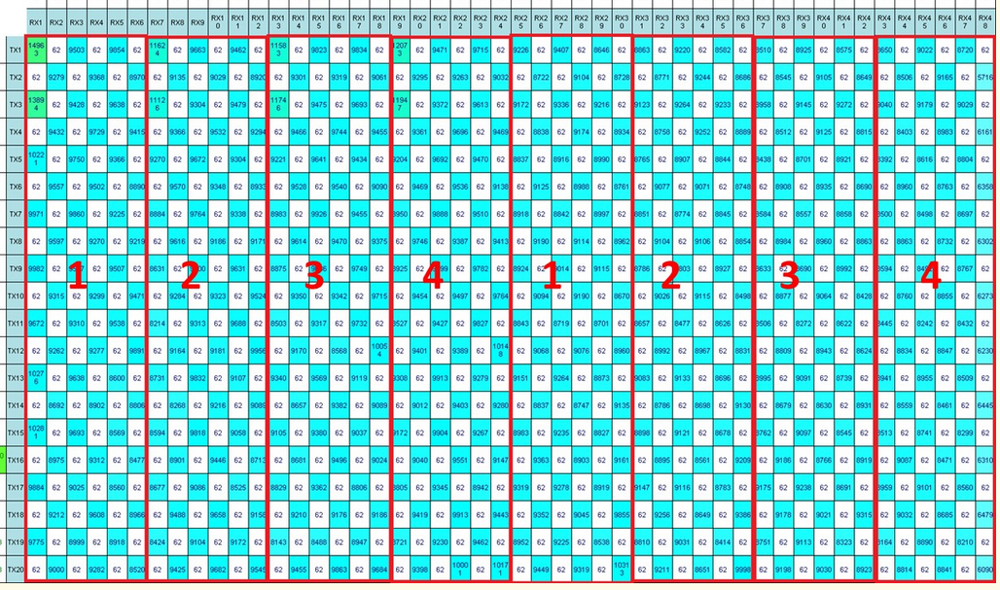 RX1 RX2 RX3 RX4 RX5 RX6 RX7 RX8 RX9 RX10 RX11 RX12 RX13 RX14 RX15 RX16 RX17 RX18 RX19 RX20 RX21 RX22 RX23 RX24 RX25 RX26 RX27 RX28 RX29 RX30 RX31 RX32 RX33 RX34 RX35 RX36 RX37 RX38 RX39 RX40 RX41 RX42 RX43 RX44 RX45 RX46 RX47 RX48
TX1 14963 62 9503 62 9854 62 11624 62 9663 62 9462 62 11583 62 9823 62 9834 62 12073 62 9471 62 9715 62 9226 62 9407 62 8646 62 8863 62 9220 62 8582 62 8510 62 8925 62 8575 62 8650 62 9022 62 8720 62
TX2 62 9279 62 9368 62 8970 62 9135 62 9029 62 8920 62 9301 62 9319 62 9061 62 9295 62 9263 62 9032 62 8722 62 9104 62 8728 62 8771 62 9244 62 8686 62 8545 62 9105 62 8649 62 8506 62 9165 62 5716
TX3 13894 62 9428 62 9638 62 11126 62 9304 62 9479 62 11746 62 9475 62 9693 62 11947 62 9372 62 9613 62 9172 62 9336 62 9216 62 9123 62 9264 62 9233 62 8958 62 9145 62 9272 62 9040 62 9179 62 9029 62
TX4 62 9432 62 9729 62 9415 62 9366 62 9532 62 9294 62 9466 62 9744 62 9455 62 9361 62 9696 62 9469 62 8838 62 9174 62 8934 62 8758 62 9252 62 8889 62 8512 62 9125 62 8815 62 8403 62 8983 62 6161
TX5 10221 62 9750 62 9366 62 9270 62 9672 62 9304 62 9221 62 9641 62 9434 62 9204 62 9692 62 9470 62 8837 62 8916 62 8990 62 8765 62 8907 62 8844 62 8438 62 8701 62 8921 62 8392 62 8616 62 8804 62
TX6 62 9557 62 9502 62 8890 62 9570 62 9348 62 8933 62 9528 62 9540 62 9090 62 9469 62 9536 62 9138 62 9125 62 8988 62 8761 62 9077 62 9071 62 8748 62 8908 62 8935 62 8690 62 8960 62 8763 62 6358
TX7 9971 62 9860 62 9225 62 8884 62 9764 62 9338 62 8983 62 9926 62 9455 62 8950 62 9888 62 9510 62 8918 62 8842 62 8997 62 8851 62 8774 62 8845 62 8584 62 8557 62 8858 62 8500 62 8498 62 8697 62
TX8 62 9597 62 9270 62 9219 62 9616 62 9186 62 9171 62 9614 62 9470 62 9375 62 9746 62 9387 62 9413 62 9190 62 9114 62 8962 62 9104 62 9106 62 8854 62 8984 62 8960 62 8863 62 8863 62 8732 62 6302
TX9 9982 62 62 9507 62 8631 62 62 9631 62 8875 62 62 9749 62 8925 62 62 9782 62 8924 62 62 9115 62 8786 62 62 8927 62 8633 62 8690 62 8992 62 8594 62 62 8767 62
TX10 62 9315 62 9299 62 9471 62 9284 62 9323 62 9524 62 9350 62 9342 62 9715 62 9454 62 9497 62 9764 62 9094 62 9190 62 8670 62 9026 62 9115 62 8498 62 8877 62 9064 62 8428 62 8760 62 8855 62 6273
TX11 9672 62 9310 62 9538 62 8214 62 9313 62 9688 62 8503 62 9317 62 9732 62 8527 62 9427 62 9827 62 8843 62 8719 62 8701 62 8657 62 8477 62 8626 62 8506 62 8272 62 8622 62 8445 62 8242 62 8432 62
TX12 62 9262 62 9277 62 9891 62 9164 62 9181 62 9956 62 9170 62 8568 62 10054 62 9401 62 9389 62 10148 62 9068 62 9076 62 8960 62 8992 62 8967 62 8831 62 8809 62 8943 62 8624 62 8834 62 8847 62 6230
TX13 10276 62 9638 62 8600 62 8731 62 9832 62 9107 62 9340 62 9569 62 9119 62 9308 62 9913 62 9279 62 9151 62 9264 62 8873 62 9083 62 9133 62 8696 62 8995 62 9091 62 8739 62 8941 62 8955 62 8509 62
TX14 62 8692 62 8902 62 8806 62 8268 62 9216 62 9089 62 8657 62 9382 62 9089 62 9012 62 9403 62 9280 62 8837 62 8747 62 9135 62 8786 62 8698 62 9130 62 8679 62 8630 62 8931 62 8559 62 8461 62 6445
TX15 10281 62 9693 62 8569 62 8594 62 9818 62 9058 62 9105 62 9380 62 9037 62 9172 62 9904 62 9267 62 8983 62 9235 62 8827 62 8898 62 9121 62 8678 62 8762 62 9097 62 8545 62 8513 62 8741 62 8299 62
TX16 62 8975 62 9312 62 8477 62 8901 62 9446 62 8713 62 8681 62 9496 62 9024 62 9040 62 9551 62 9147 62 9363 62 8903 62 9161 62 8895 62 8561 62 9209 62 9186 62 8766 62 8919 62 9087 62 8471 62 6310
TX17 9884 62 9025 62 8560 62 8677 62 9086 62 8525 62 8829 62 9362 62 8806 62 8805 62 9345 62 8942 62 9319 62 9278 62 8919 62 9147 62 9116 62 8783 62 9175 62 9238 62 8691 62 8959 62 9101 62 8560 62
TX18 62 9212 62 9608 62 8966 62 9488 62 9658 62 9158 62 9210 62 9176 62 9186 62 9419 62 9913 62 9443 62 9352 62 9045 62 9855 62 9256 62 8649 62 9386 62 9178 62 9021 62 9315 62 9032 62 8685 62 6479
TX19 9775 62 8999 62 8918 62 8424 62 9104 62 9172 62 8143 62 8488 62 8947 62 8721 62 9230 62 9462 62 8952 62 9225 62 8538 62 8810 62 9031 62 8414 62 8751 62 9113 62 8323 62 8164 62 8890 62 8210 62
TX20 62 9000 62 9282 62 8520 62 9425 62 9682 62 9545 62 9455 62 9863 62 9684 62 9398 62 10001 62 10171 62 9449 62 9319 62 10313 62 9211 62 8651 62 9998 62 9198 62 9030 62 8923 62 8814 62 8841 62 6090
1 2 3 4 1 2 3 4